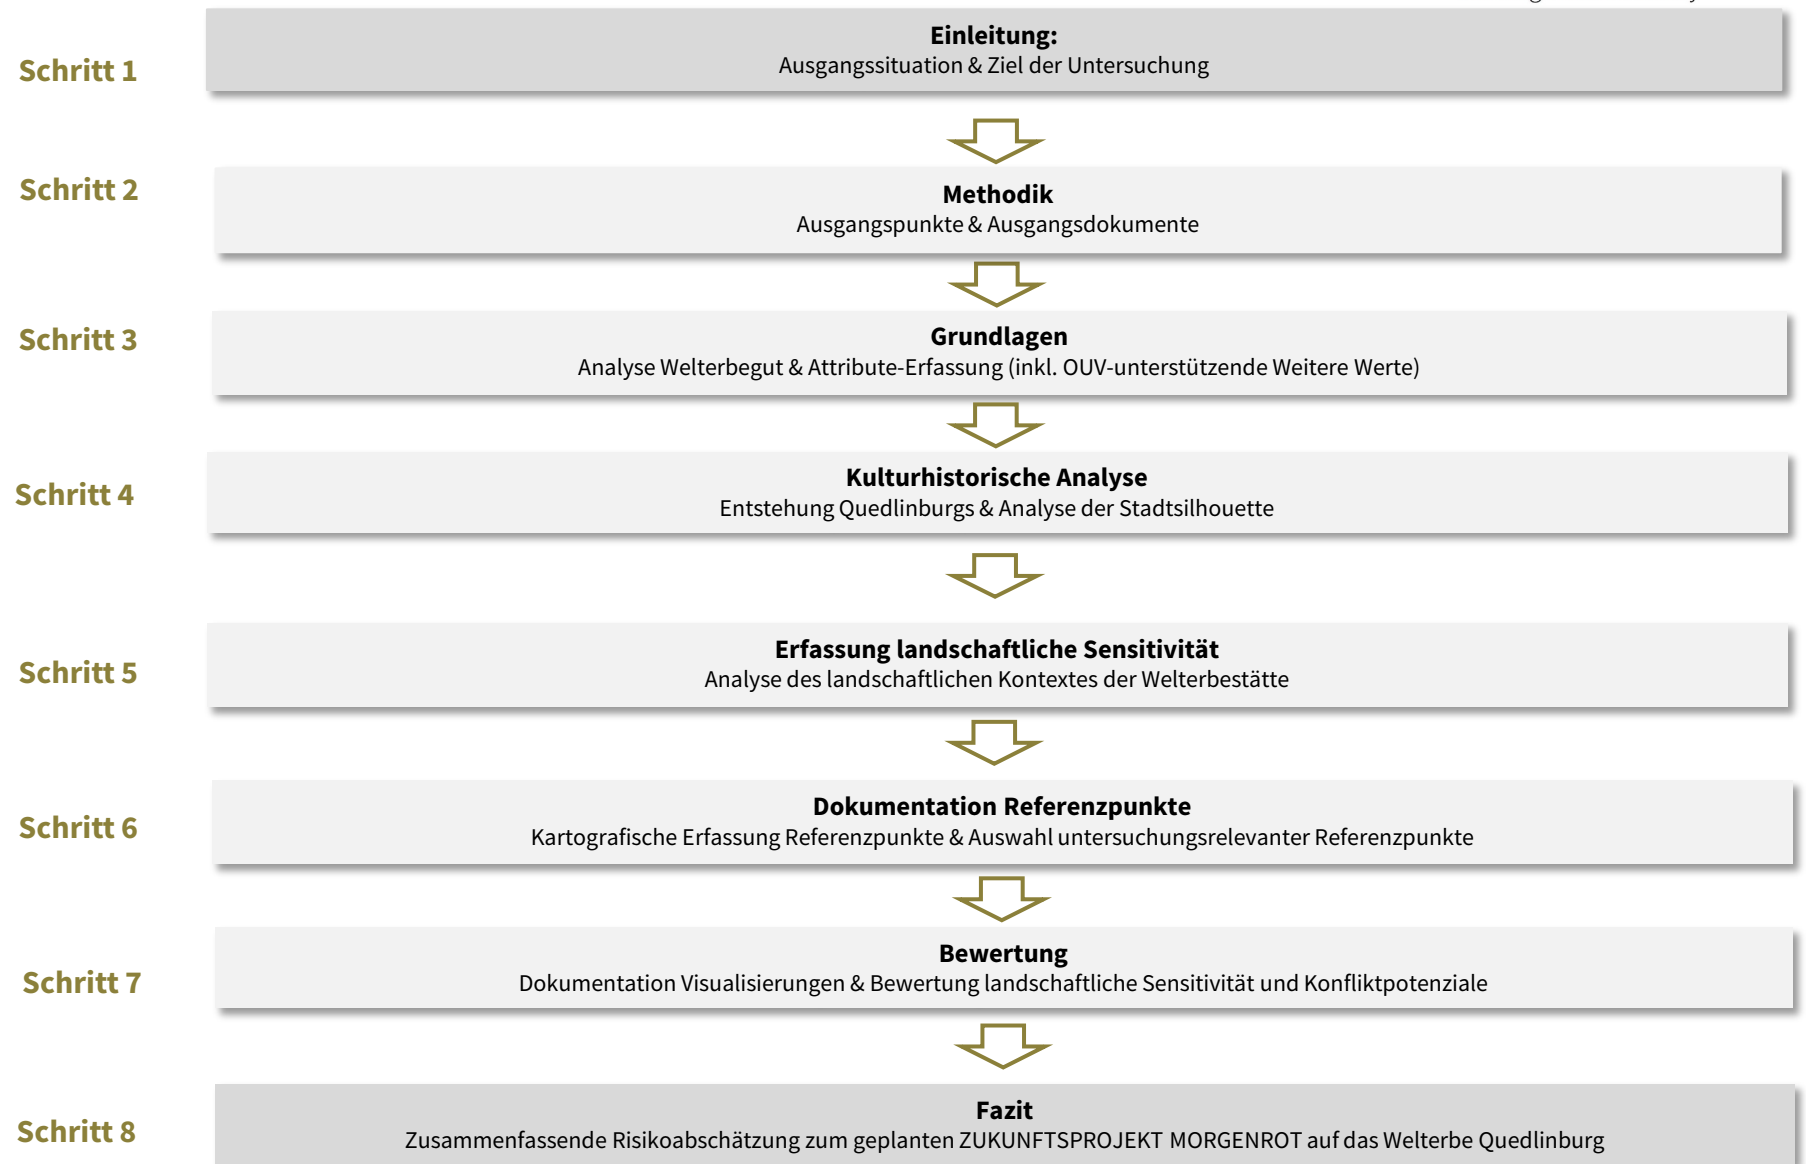 Schritt 1
Einleitung:
Ausgangssituation & Ziel der Untersuchung
Schritt 2
Methodik
Ausgangspunkte & Ausgangsdokumente
Schritt 3
Grundlagen
Analyse Welterbegut & Attribute-Erfassung (inkl. OUV-unterstützende Weitere Werte)
Schritt 4
Kulturhistorische Analyse
Entstehung Quedlinburgs & Analyse der Stadtsilhouette
Schritt 5
Erfassung landschaftliche Sensitivität
Analyse des landschaftlichen Kontextes der Welterbestätte
Schritt 6
Dokumentation Referenzpunkte
Kartografische Erfassung Referenzpunkte & Auswahl untersuchungsrelevanter Referenzpunkte
Schritt 7
Bewertung
Dokumentation Visualisierungen & Bewertung landschaftliche Sensitivität und Konfliktpotenziale
Schritt 8
Fazit
Zusammenfassende Risikoabschätzung zum geplanten ZUKUNFTSPROJEKT MORGENROT auf das Welterbe Quedlinburg